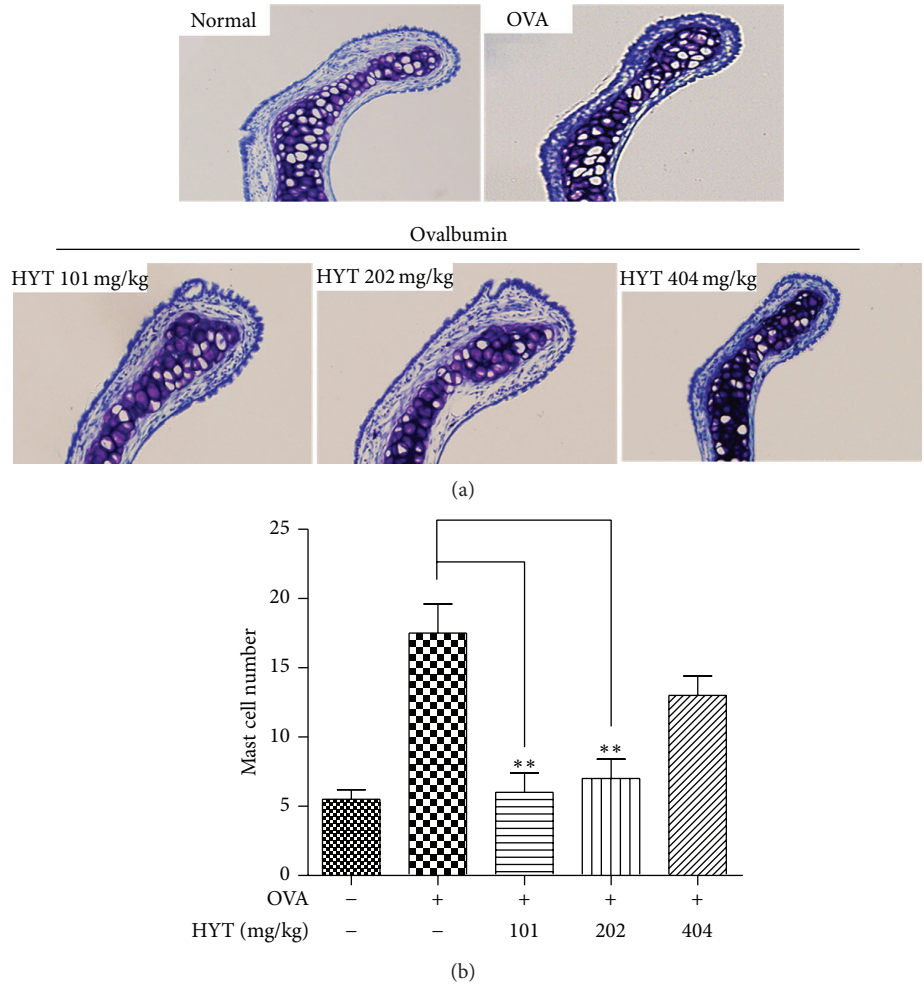 Normal
OVA
Ovalbumin
HYT 101 mg/kg
HYT 202 mg/kg
HYT 404 mg/kg
(a)
25
20
15
10
5
0
Mast cell number
**
**
OVA − + + + +
HYT (mg/kg) − − 101 202 404
(b)